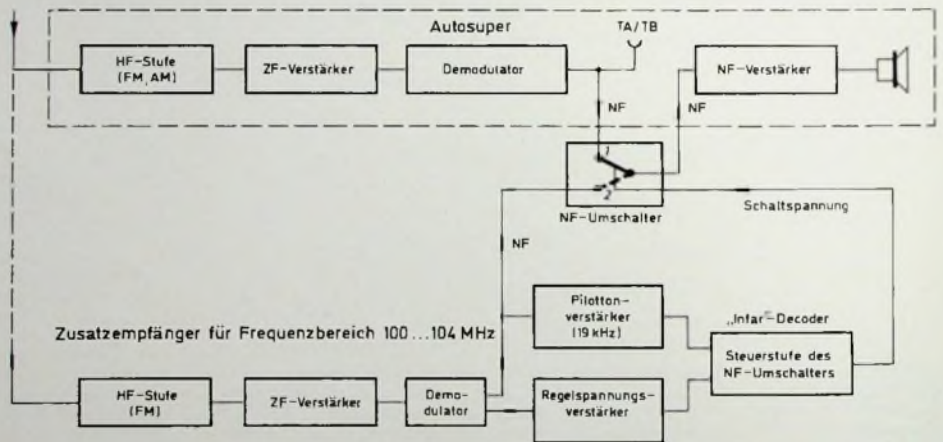 Autosuper
TA/TB
HF-Stufe
(FM, AM)
ZF-Verstärker
Demodulator
NF-Verstärker
NF
NF
1
2
NF-Umschalter
Schaltspannung
NF
Zusatzempfänger für Frequenzbereich 100...104 MHz
Pilotton-
verstärker
(19 kHz)
„Infar"-Decoder
Steuerstufe des
NF-Umschalters
HF-Stufe
(FM)
ZF-Verstärker
Demo-
dulator
Regelspannungs-
verstärker